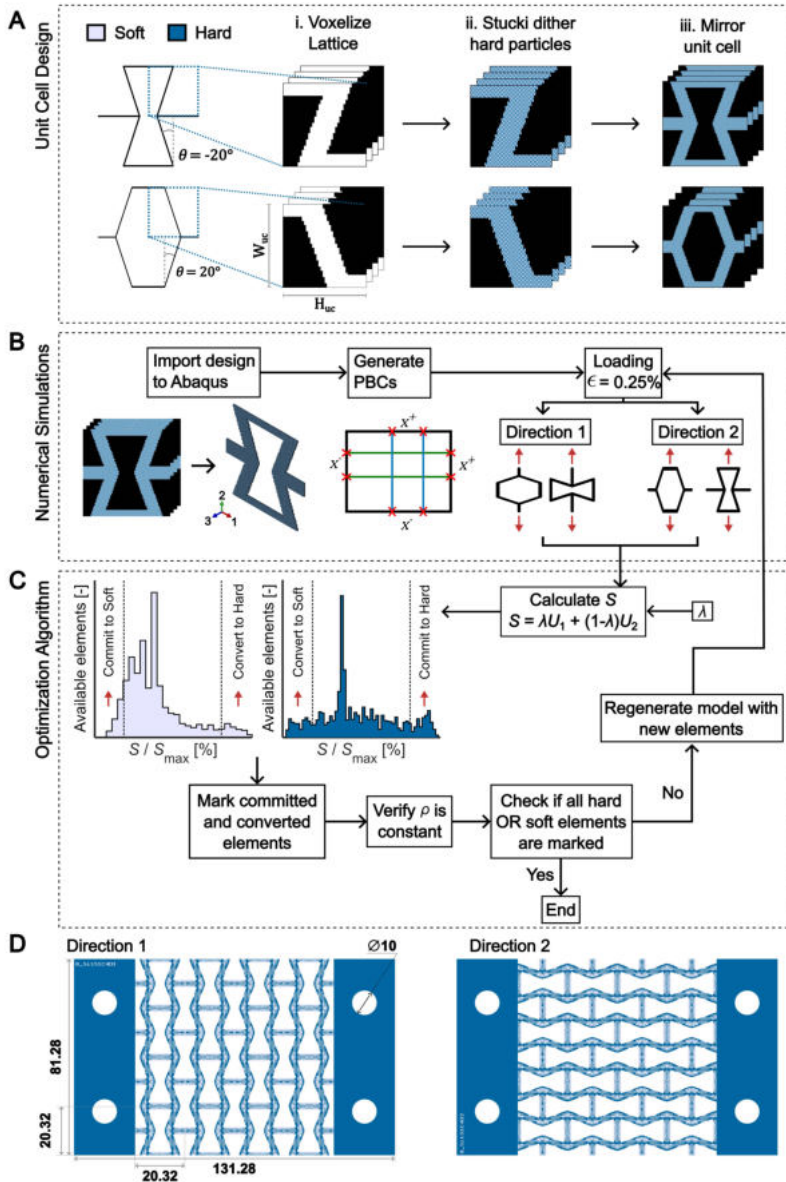 A
Unit Cell Design
Soft
Hard
i. Voxelize
Lattice
ii. Stucki dither
hard particles
iii. Mirror
unit cell
θ = -20°
θ = 20°
W_uc
H_uc
B
Numerical Simulations
Import design
to Abaqus
Generate
PBCs
Loading
ϵ = 0.25%
Direction 1
Direction 2
2
3
1
X⁺
X⁻
X⁺
X⁻
C
Optimization Algorithm
Available elements [-]
Commit to Soft
Convert to Hard
S / S_max [%]
Available elements [-]
Convert to Soft
Commit to Hard
S / S_max [%]
Calculate S
S = λU₁ + (1-λ)U₂
λ
Regenerate model with
new elements
Mark committed
and converted
elements
Verify ρ is
constant
Check if all hard
OR soft elements
are marked
No
Yes
End
D
Direction 1
Ø10
81.28
20.32
20.32
131.28
Direction 2